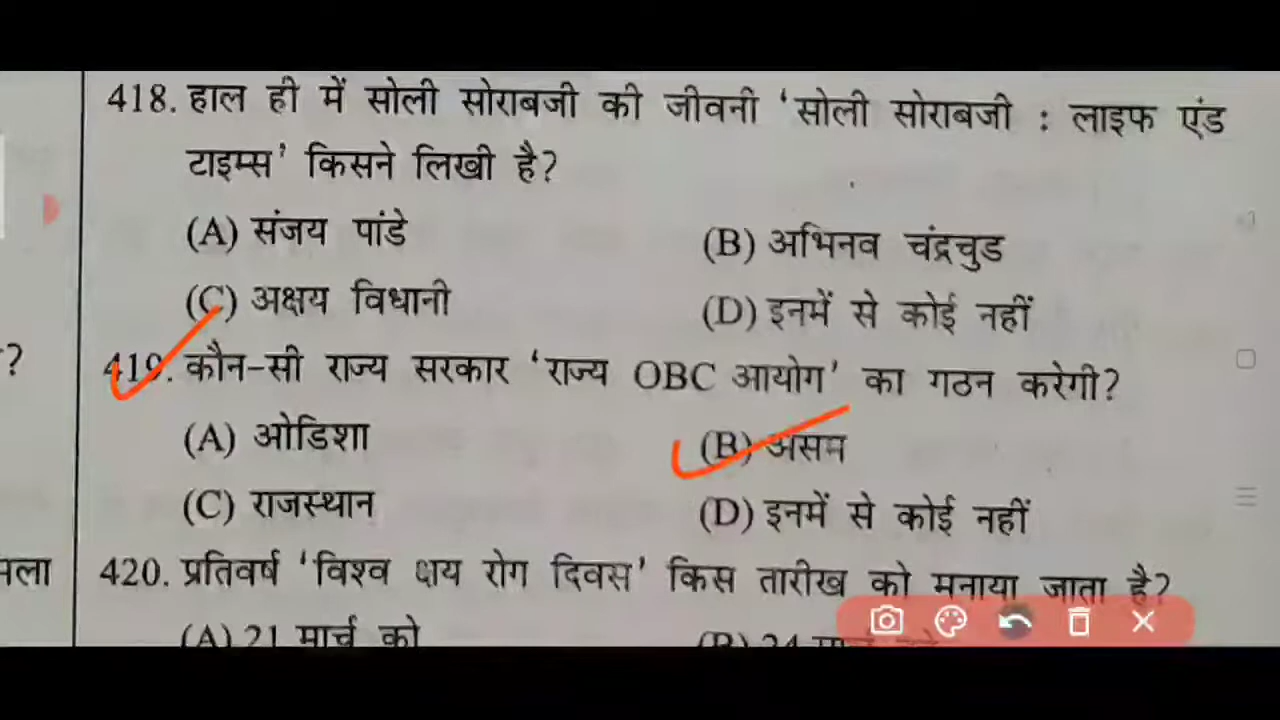 418. हाल ही में सोली सोराबजी की जीवनी ‘सोली सोराबजी : लाइफ एंड
टाइम्स’ किसने लिखी है?
(A) संजय पांडे (B) अभिनव चंद्रचुड
(C) अक्षय विधानी (D) इनमें से कोई नहीं
?
419. कौन-सी राज्य सरकार ‘राज्य OBC आयोग’ का गठन करेगी?
(A) ओडिशा (B) असम
(C) राजस्थान (D) इनमें से कोई नहीं
420. प्रतिवर्ष ‘विश्व क्षय रोग दिवस’ किस तारीख को मनाया जाता है?
(A) 21 मार्च को (B) 24